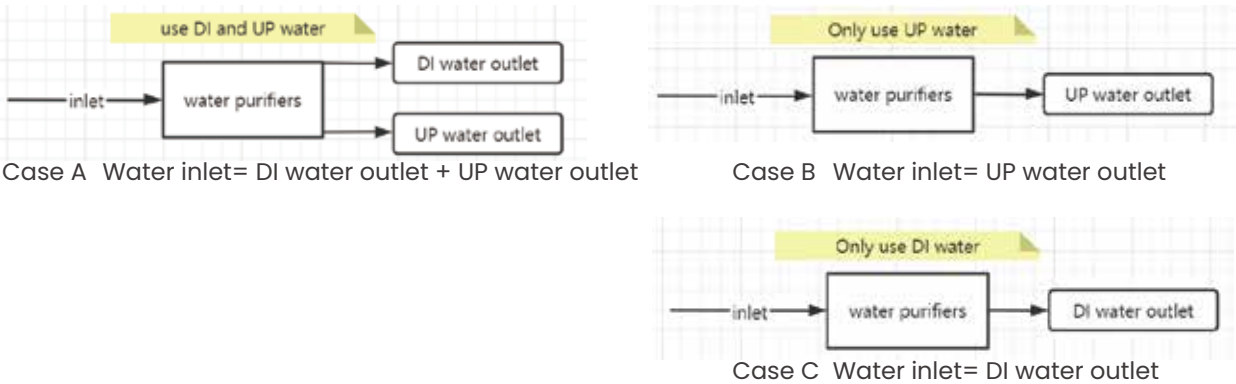 use DI and UP water
inlet
water purifiers
DI water outlet
UP water outlet
Case A Water inlet= DI water outlet + UP water outlet
Only use UP water
inlet
water purifiers
UP water outlet
Case B Water inlet= UP water outlet
Only use DI water
inlet
water purifiers
DI water outlet
Case C Water inlet= DI water outlet